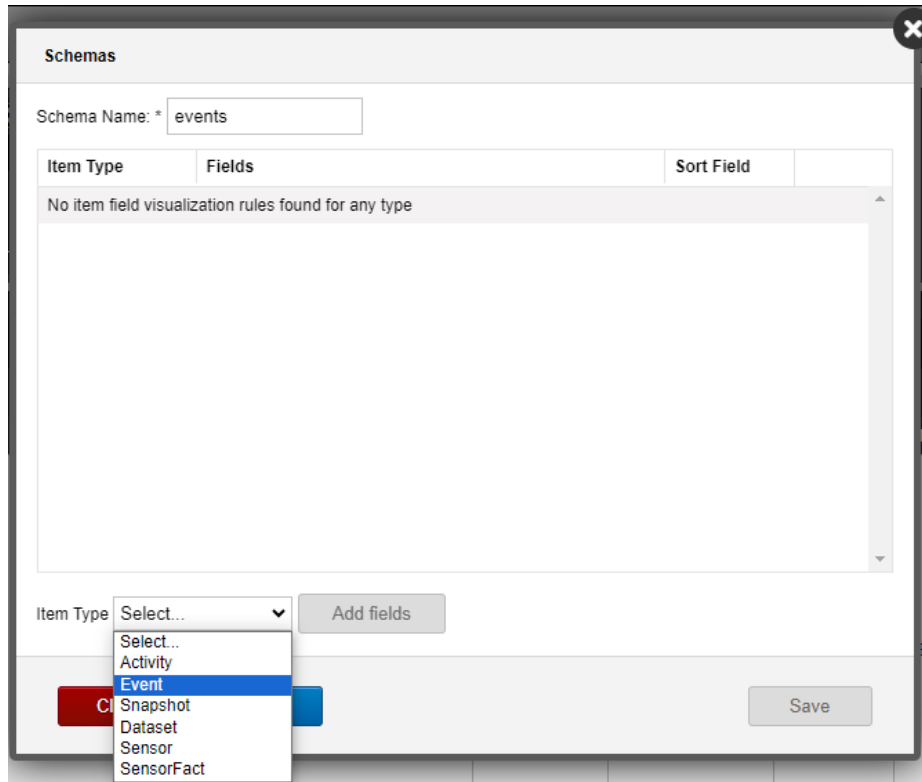 Schemas
Schema Name: * events
Item Type Fields Sort Field
No item field visualization rules found for any type
Item Type Select... Add fields
Select...
Activity
Event
Snapshot
Dataset
Sensor
SensorFact
Save